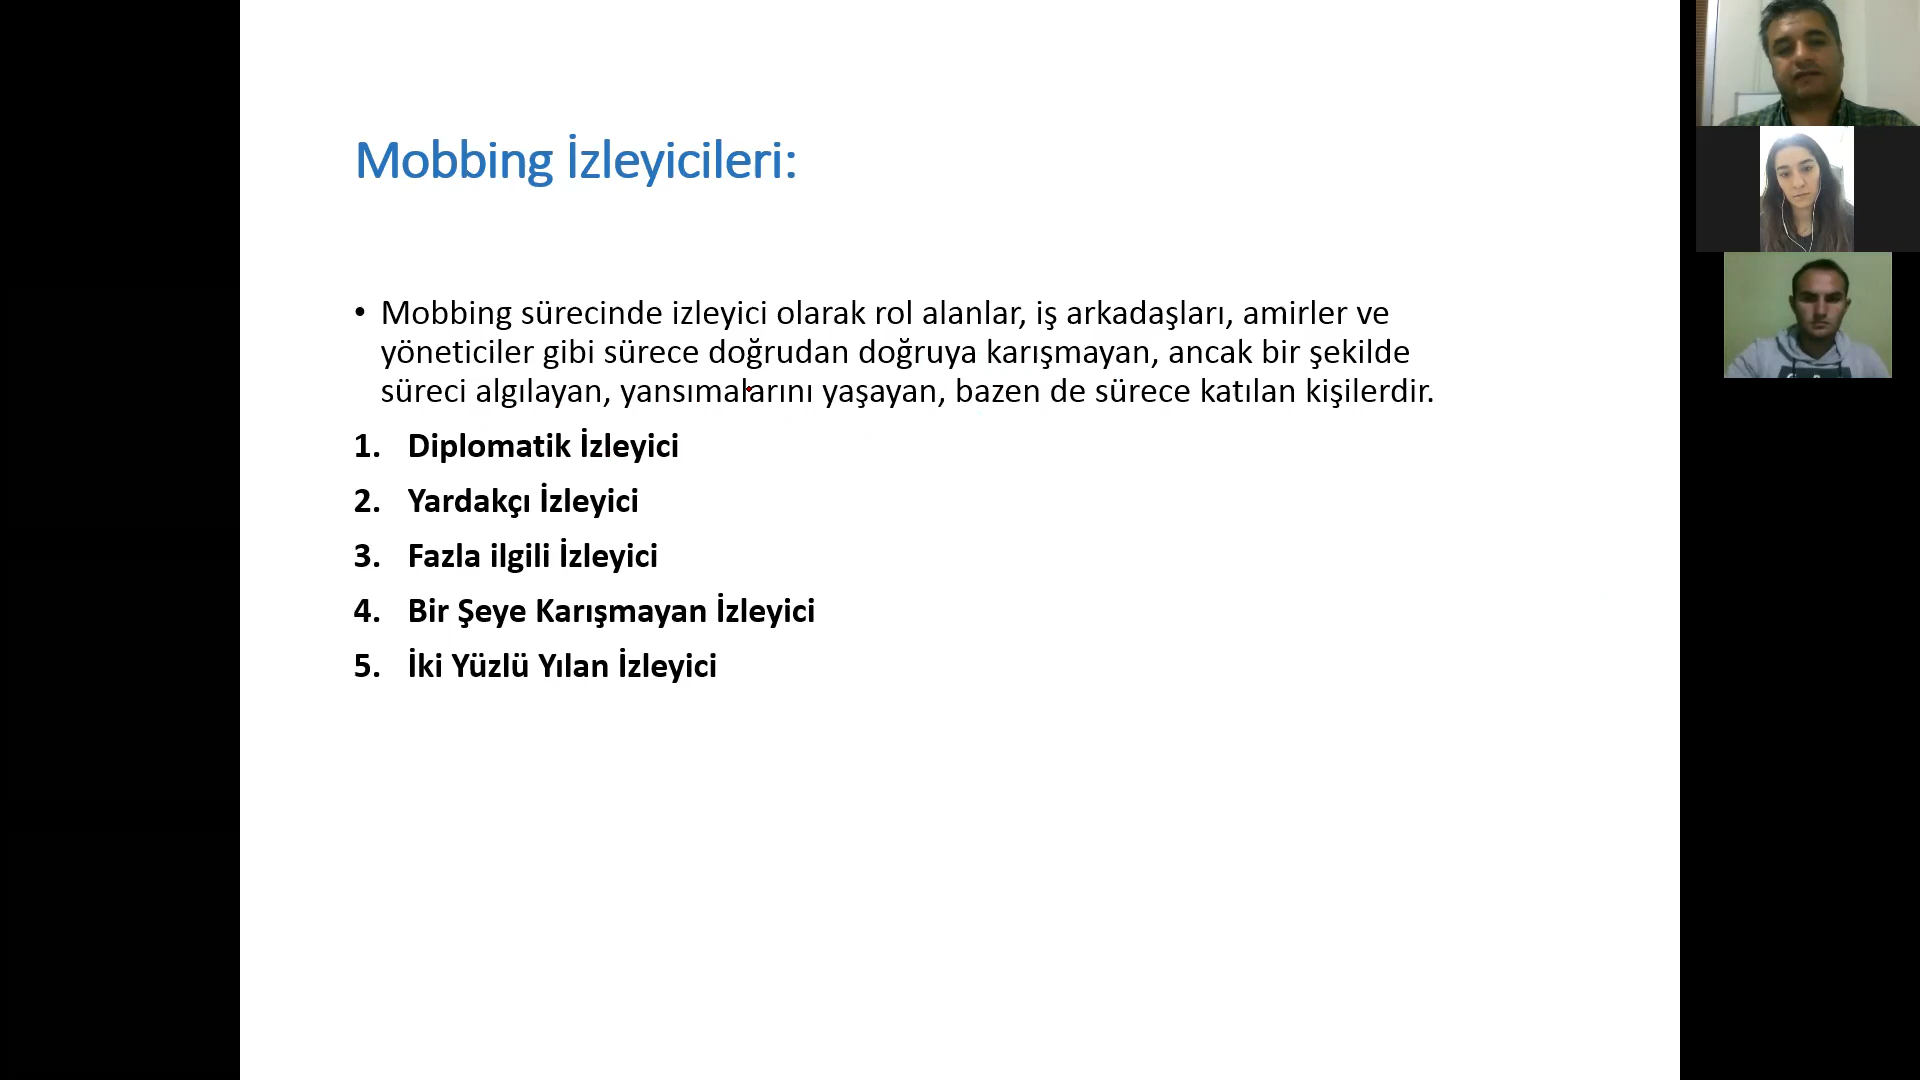 Mobbing İzleyicileri:
• Mobbing sürecinde izleyici olarak rol alanlar, iş arkadaşları, amirler ve
yöneticiler gibi sürece doğrudan doğruya karışmayan, ancak bir şekilde
süreci algılayan, yansımalarını yaşayan, bazen de sürece katılan kişilerdir.
1. Diplomatik İzleyici
2. Yardakçı İzleyici
3. Fazla ilgili İzleyici
4. Bir Şeye Karışmayan İzleyici
5. İki Yüzlü Yılan İzleyici